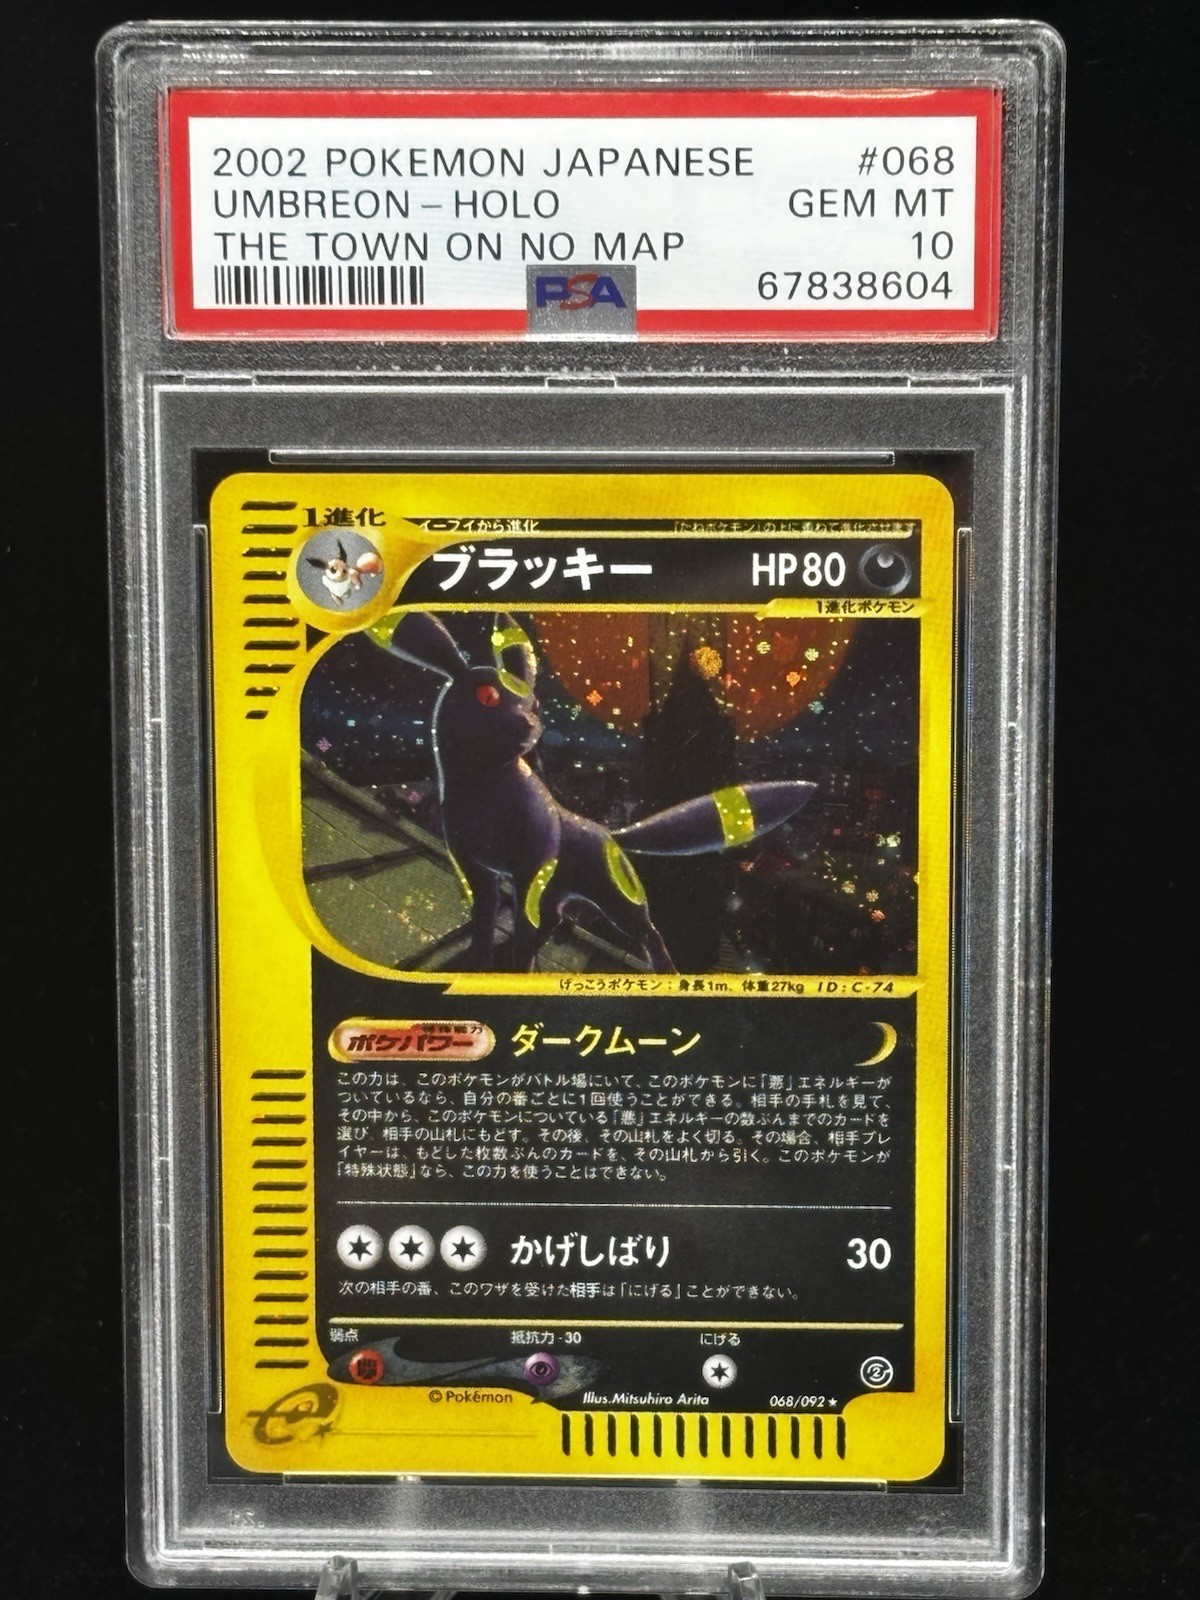 2002 POKEMON JAPANESE #068
UMBREON - HOLO GEM MT
THE TOWN ON NO MAP 10
PSA 67838604
1進化
イーブイから進化 「たねポケモン」の上に重ねて進化させます
ブラッキー HP80
1進化ポケモン
げっこうポケモン：身長1m、体重27kg ID：C-74
特殊能力
ポケパワー ダークムーン
この力は、このポケモンがバトル場にいて、このポケモンに「悪」エネルギーが
ついているなら、自分の番ごとに1回使うことができる。相手の手札を見て、
その中から、このポケモンについている「悪」エネルギーの数ぶんまでのカードを
選び、相手の山札にもどす。その後、その山札をよく切る。その場合、相手プレ
イヤーは、もどした枚数ぶんのカードを、その山札から引く。このポケモンが
「特殊状態」なら、この力を使うことはできない。
かげしばり 30
次の相手の番、このワザを受けた相手は「にげる」ことができない。
弱点 抵抗力-30 にげる
© Pokémon Illus.Mitsuhiro Arita 068/092★